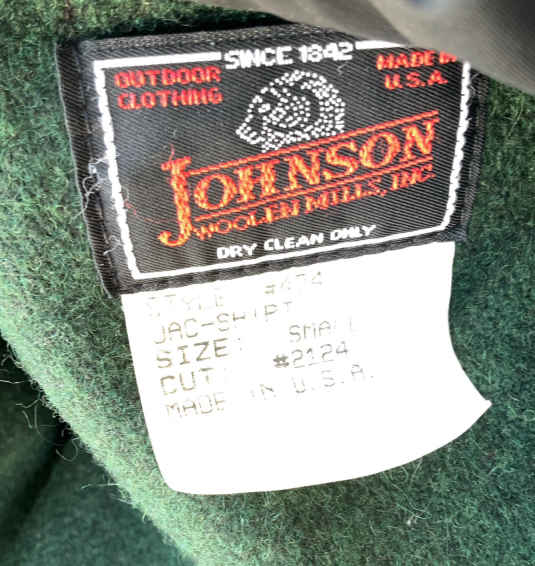 SINCE 1842
OUTDOOR CLOTHING
MADE IN U.S.A.
JOHNSON
WOOLEN MILLS, INC.
DRY CLEAN ONLY
STYLE #474
JAC-SHIRT
SIZE: SMALL
CUT: #2124
MADE IN U.S.A.